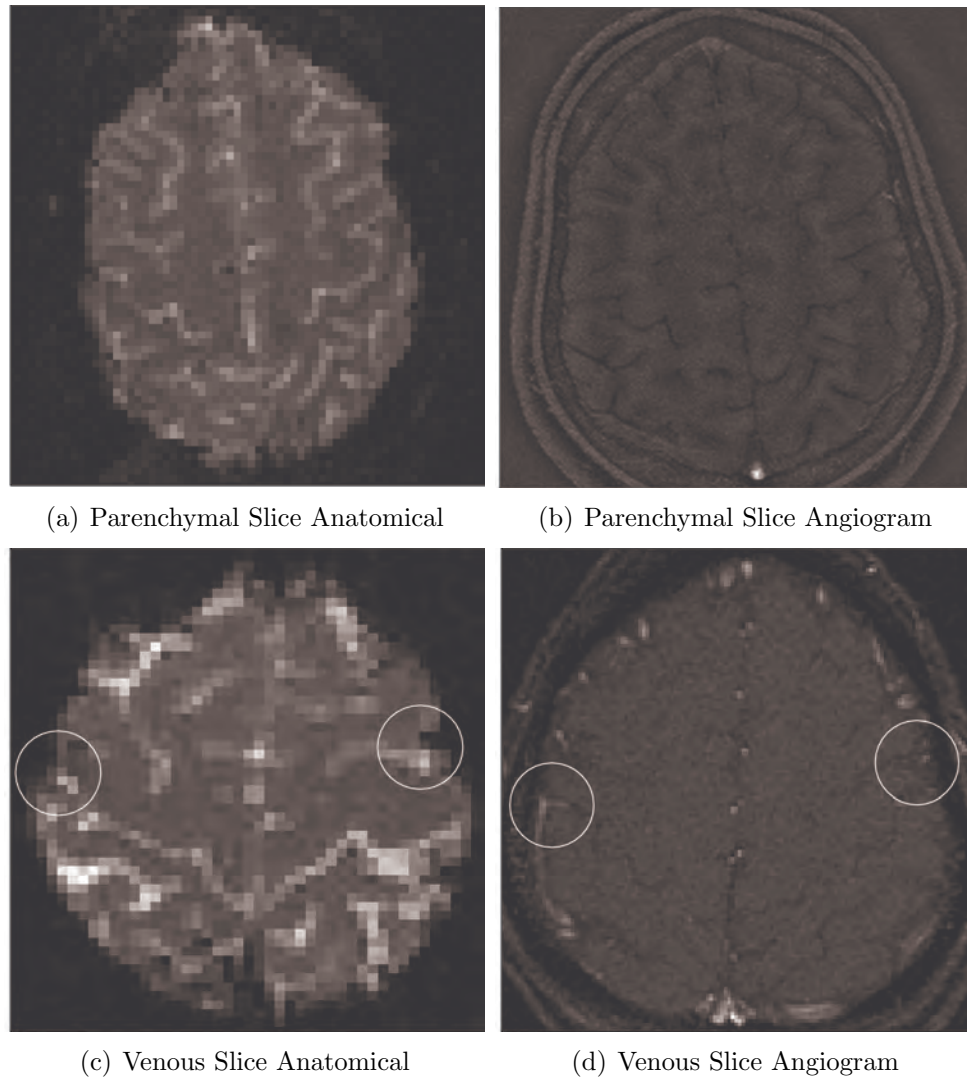 (a) Parenchymal Slice Anatomical
(b) Parenchymal Slice Angiogram
(c) Venous Slice Anatomical
(d) Venous Slice Angiogram